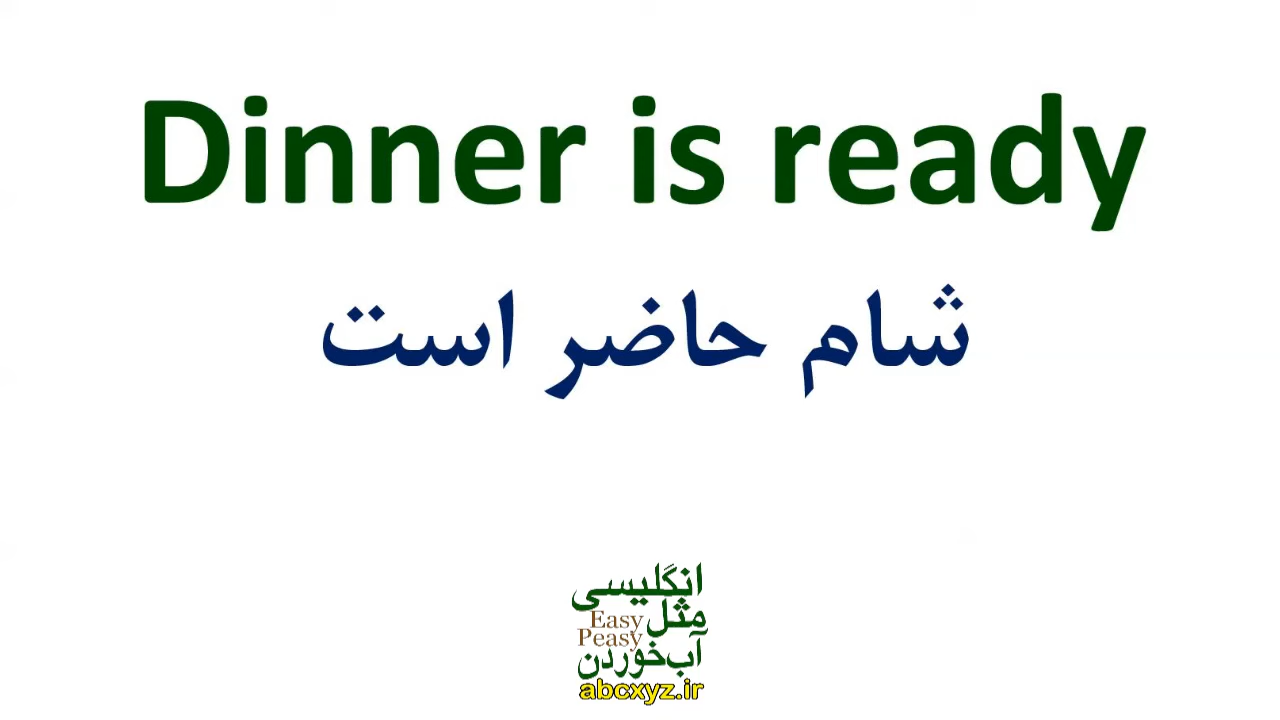 Dinner is ready
شام حاضر است
انگلیسی
مثل
Easy
Peasy
آب‌خوردن
abcxyz.ir